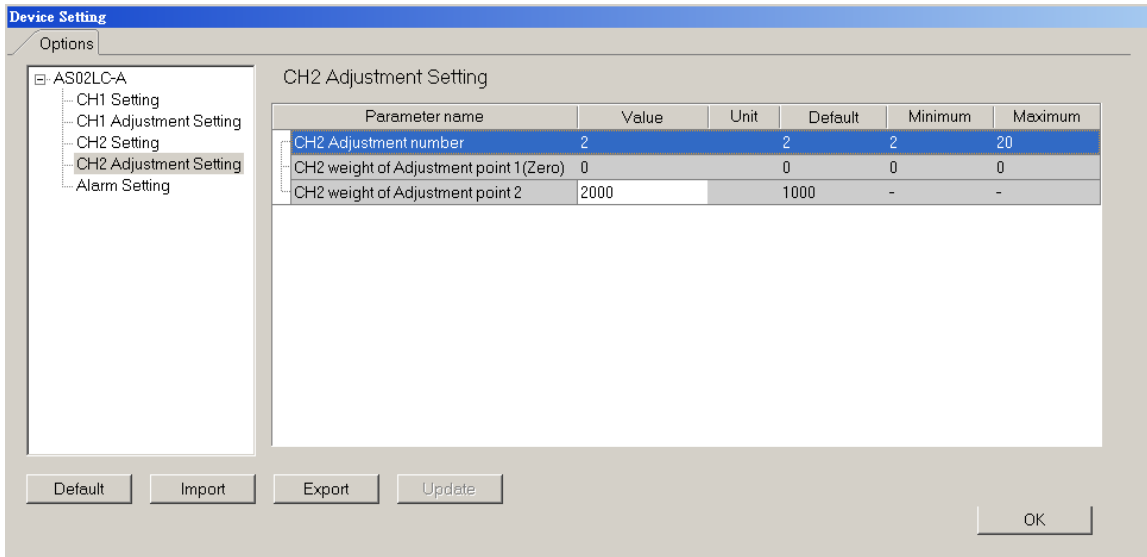 Device Setting
Options
AS02LC-A
CH1 Setting
CH1 Adjustment Setting
CH2 Setting
CH2 Adjustment Setting
Alarm Setting
CH2 Adjustment Setting
Parameter name Value Unit Default Minimum Maximum
CH2 Adjustment number 2 2 2 20
CH2 weight of Adjustment point 1(Zero) 0 0 0 0
CH2 weight of Adjustment point 2 2000 1000 - -
Default Import Export Update
OK